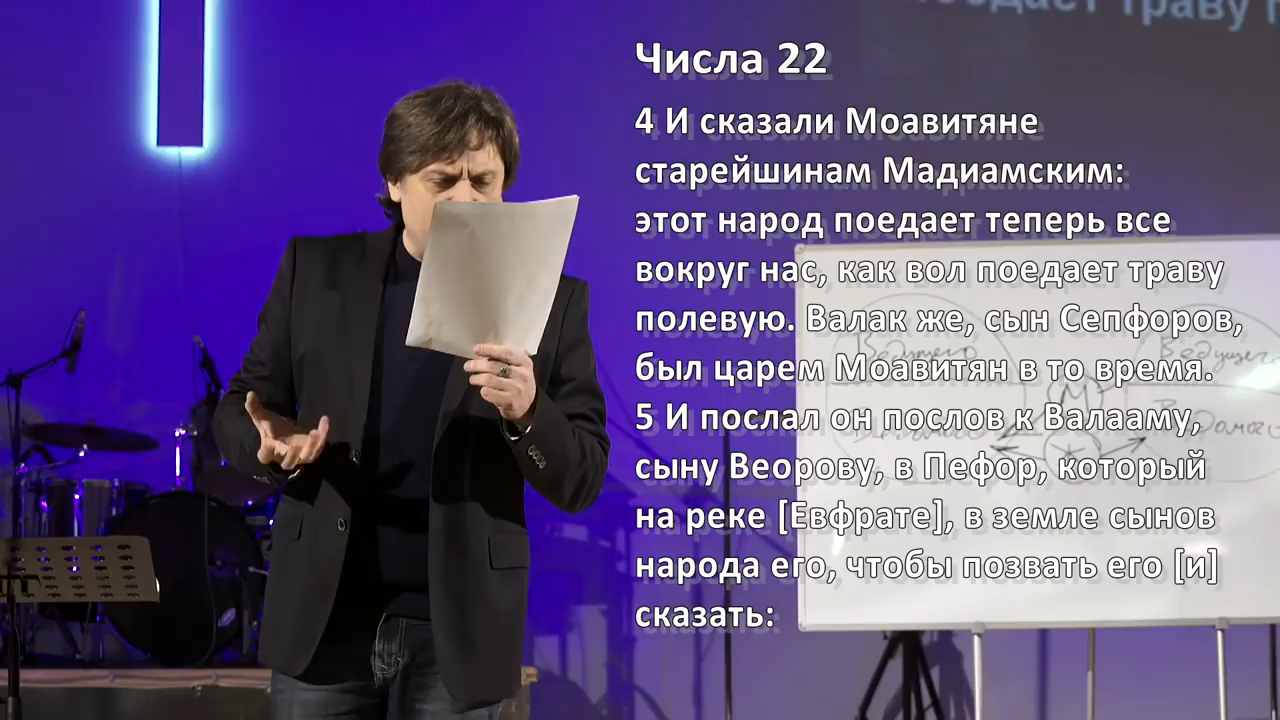 поедает траву
Числа 22
4 И сказали Моавитяне
старейшинам Мадиамским:
этот народ поедает теперь все
вокруг нас, как вол поедает траву
полевую. Валак же, сын Сепфоров,
был царем Моавитян в то время.
5 И послал он послов к Валааму,
сыну Веорову, в Пефор, который
на реке [Евфрате], в земле сынов
народа его, чтобы позвать его [и]
сказать: